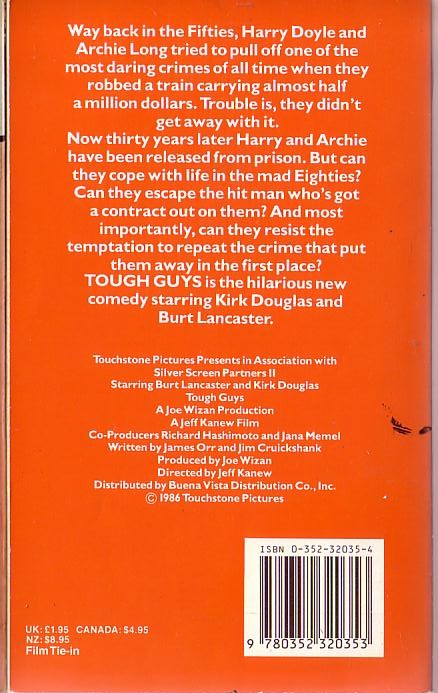 Way back in the Fifties, Harry Doyle and
Archie Long tried to pull off one of the
most daring crimes of all time when they
robbed a train carrying almost half
a million dollars. Trouble is, they didn't
get away with it.
Now thirty years later Harry and Archie
have been released from prison. But can
they cope with life in the mad Eighties?
Can they escape the hit man who's got
a contract out on them? And most
importantly, can they resist the
temptation to repeat the crime that put
them away in the first place?
TOUGH GUYS is the hilarious new
comedy starring Kirk Douglas and
Burt Lancaster.
Touchstone Pictures Presents in Association with
Silver Screen Partners II
Starring Burt Lancaster and Kirk Douglas
Tough Guys
A Joe Wizan Production
A Jeff Kanew Film
Co-Producers Richard Hashimoto and Jana Memel
Written by James Orr and Jim Cruickshank
Produced by Joe Wizan
Directed by Jeff Kanew
Distributed by Buena Vista Distribution Co., Inc.
© 1986 Touchstone Pictures
ISBN 0-352-32035-4
9 780352 320353
UK: £1.95 CANADA: $4.95
NZ: $8.95
Film Tie-in